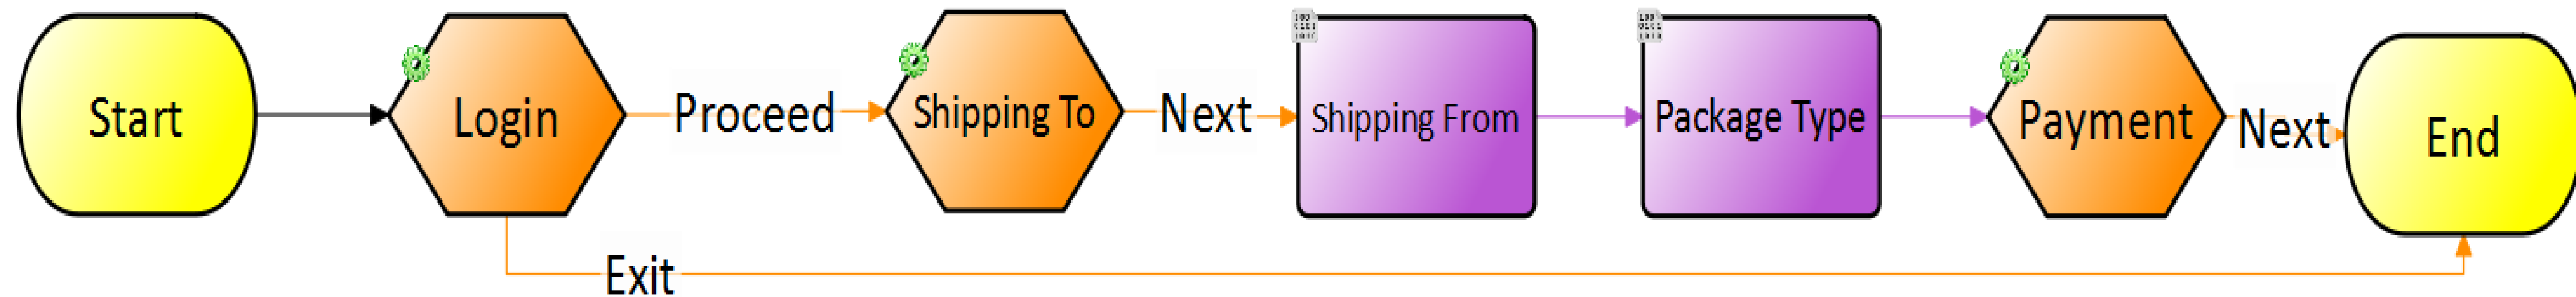 Start
Login
Proceed
Shipping To
Next
Shipping From
Package Type
Payment
Next
End
Exit